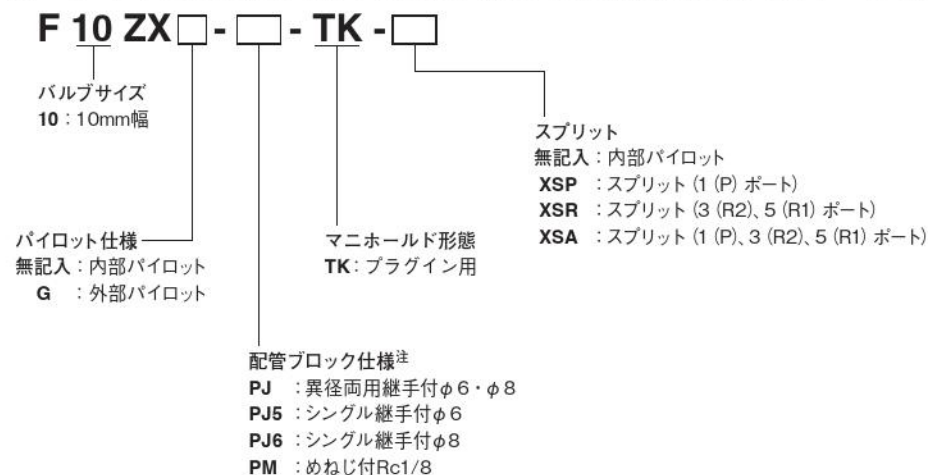 F 10 ZX□-□-TK-□
バルブサイズ
10：10mm幅
スプリット
無記入：内部パイロット
XSP ：スプリット（1（P）ポート）
XSR ：スプリット（3（R2）、5（R1）ポート）
XSA ：スプリット（1（P）、3（R2）、5（R1）ポート）
パイロット仕様
無記入：内部パイロット
G ：外部パイロット
マニホールド形態
TK：プラグイン用
配管ブロック仕様注
PJ ：異径両用継手付φ6・φ8
PJ5 ：シングル継手付φ6
PJ6 ：シングル継手付φ8
PM ：めねじ付Rc1/8